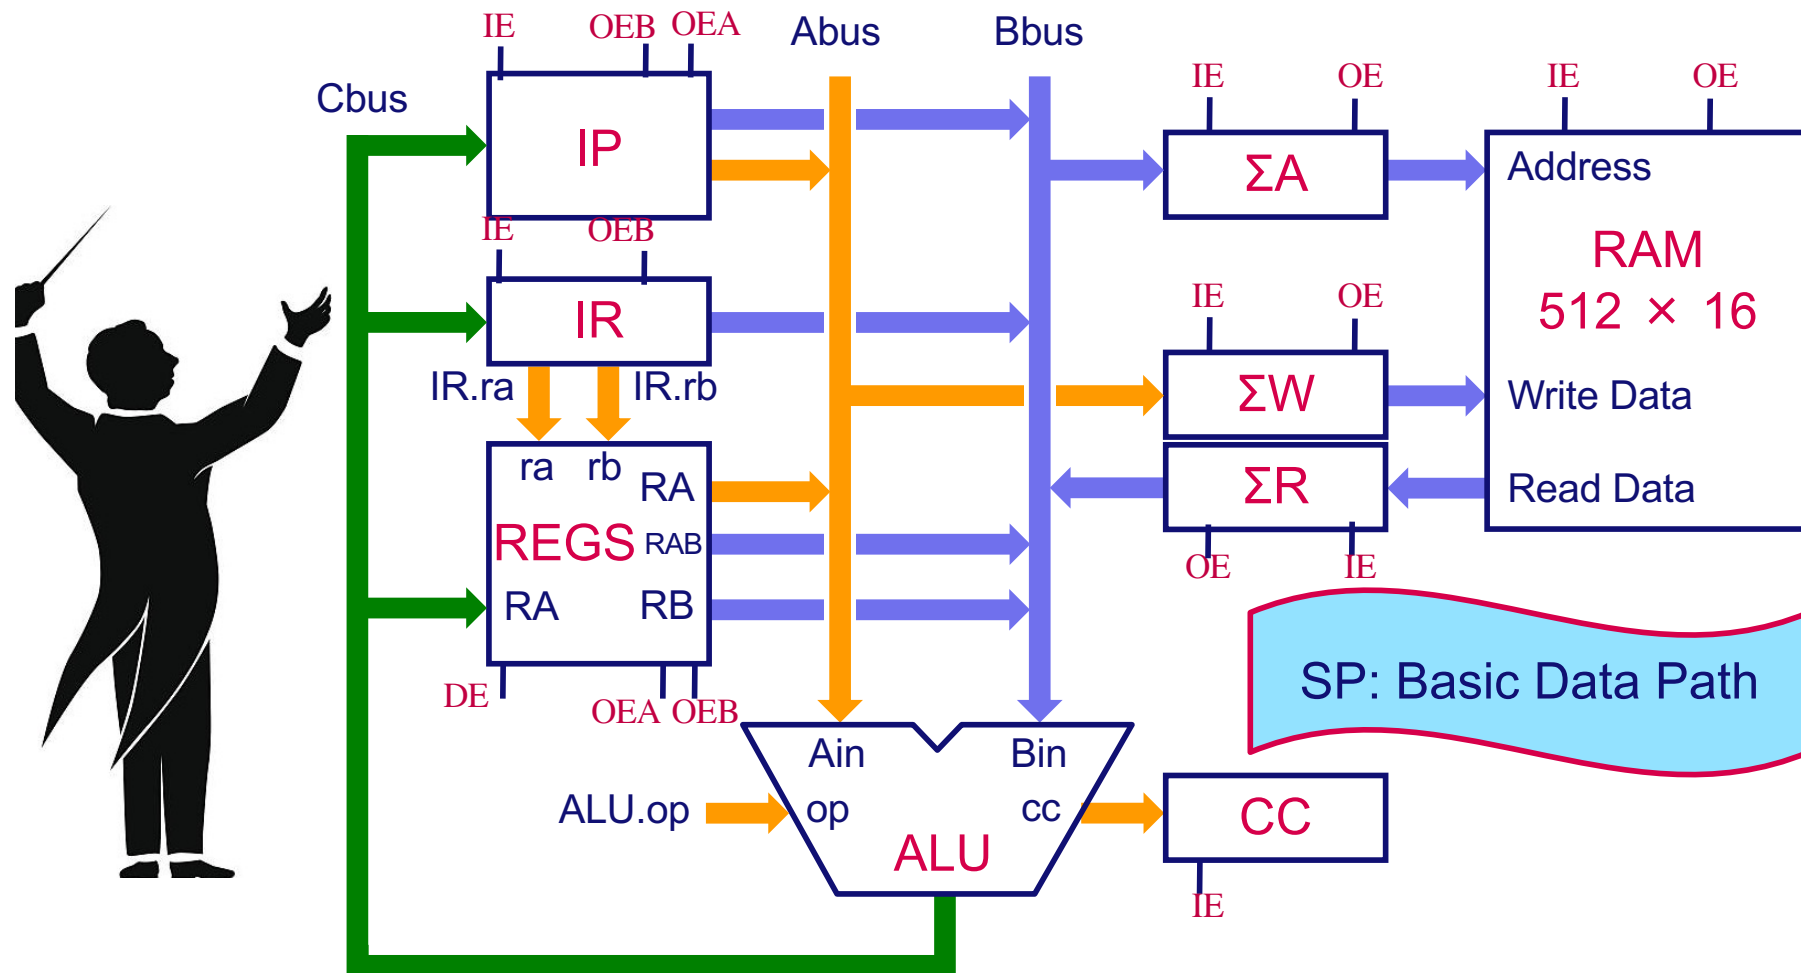 IE OEB OEA Abus Bbus
Cbus
IP
IE OE IE OE
ΣA
Address
RAM
512 × 16
IE OEB
IR
IR.ra IR.rb
IE OE
ΣW
Write Data
ra rb RA
REGS RAB
RA RB
ΣR
Read Data
OE IE
DE OEA OEB
SP: Basic Data Path
Ain Bin
ALU.op op cc
ALU
CC
IE